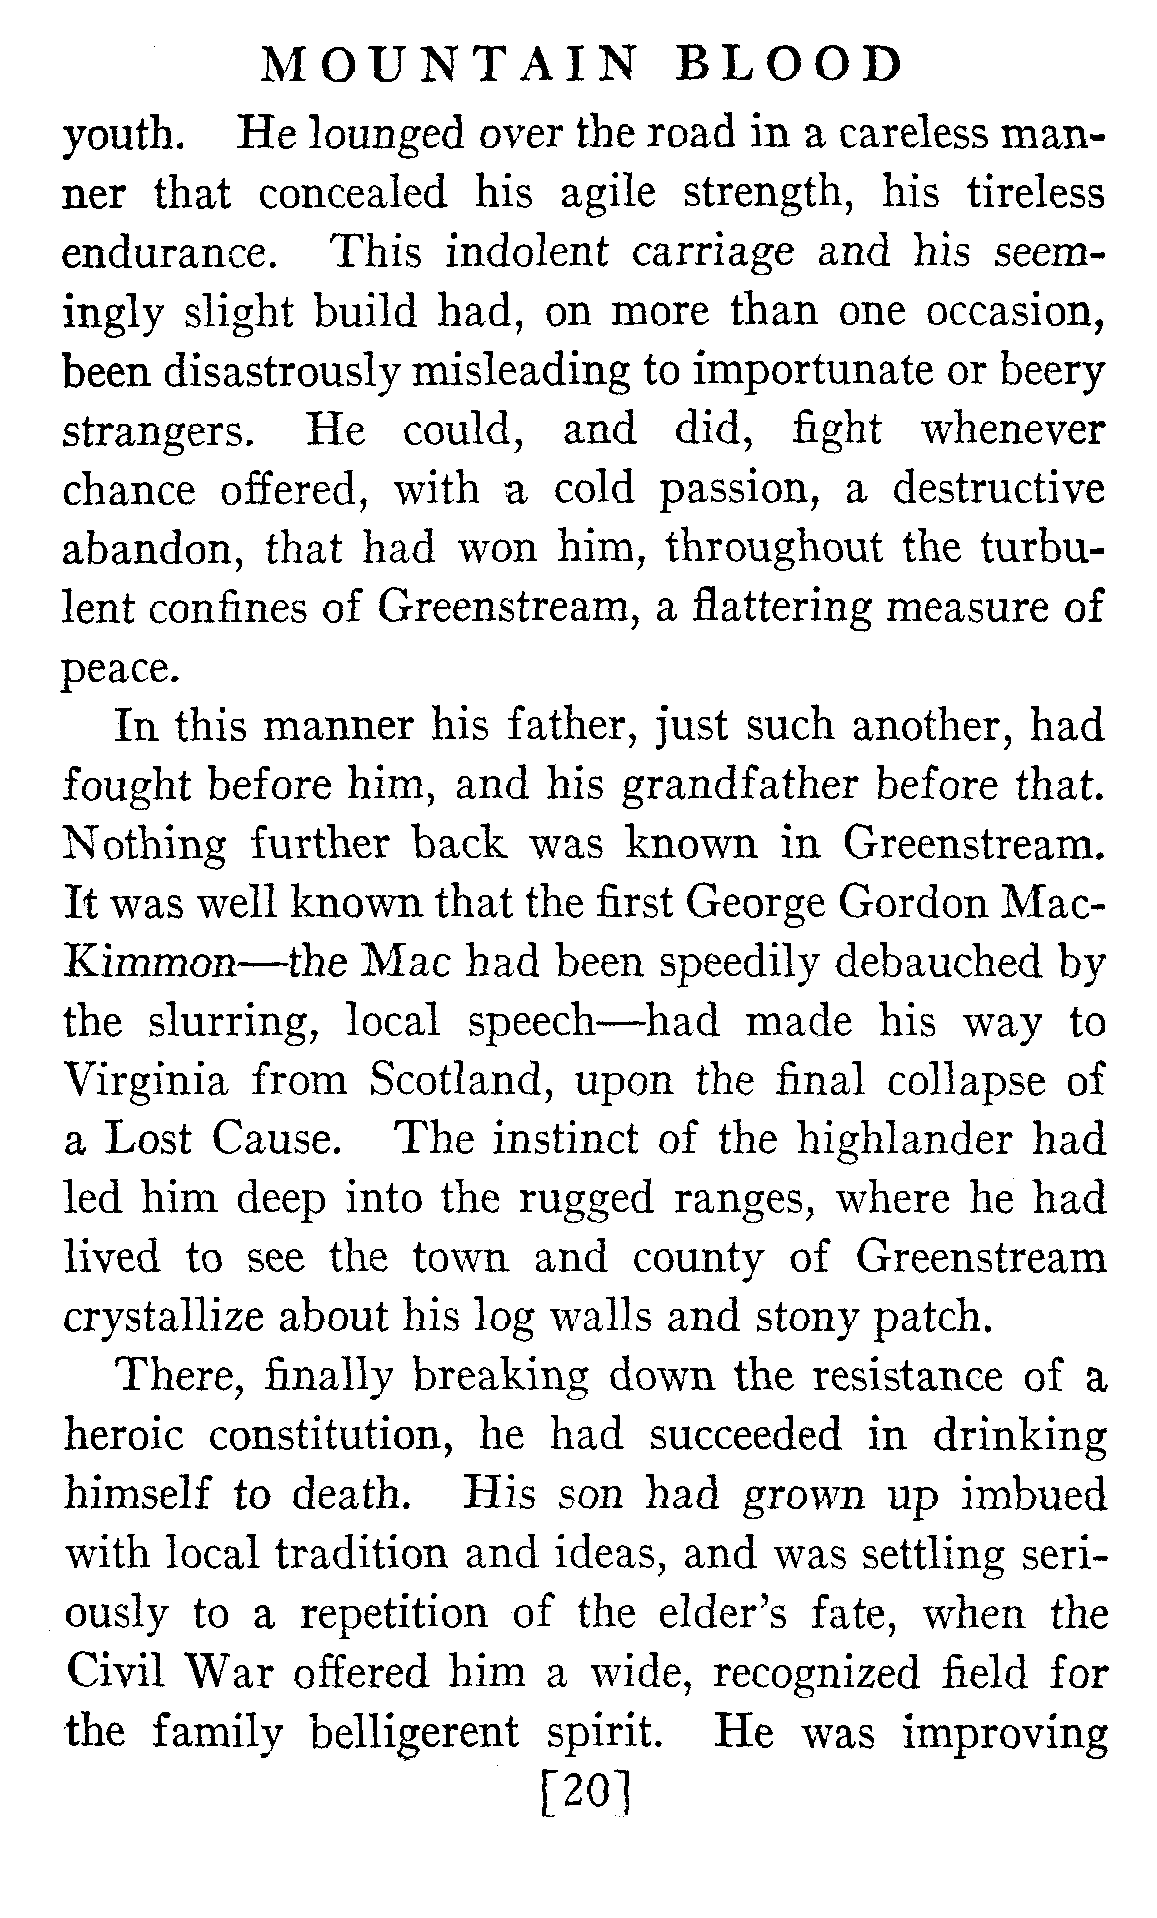 MOUNTAIN BLOOD
youth. He lounged over the road in a careless man-
ner that concealed his agile strength, his tireless
endurance. This indolent carriage and his seem-
ingly slight build had, on more than one occasion,
been disastrously misleading to importunate or beery
strangers. He could, and did, fight whenever
chance offered, with a cold passion, a destructive
abandon, that had won him, throughout the turbu-
lent confines of Greenstream, a flattering measure of
peace.
In this manner his father, just such another, had
fought before him, and his grandfather before that.
Nothing further back was known in Greenstream.
It was well known that the first George Gordon Mac-
Kimmon—the Mac had been speedily debauched by
the slurring, local speech—had made his way to
Virginia from Scotland, upon the final collapse of
a Lost Cause. The instinct of the highlander had
led him deep into the rugged ranges, where he had
lived to see the town and county of Greenstream
crystallize about his log walls and stony patch.
There, finally breaking down the resistance of a
heroic constitution, he had succeeded in drinking
himself to death. His son had grown up imbued
with local tradition and ideas, and was settling seri-
ously to a repetition of the elder's fate, when the
Civil War offered him a wide, recognized field for
the family belligerent spirit. He was improving
[20]